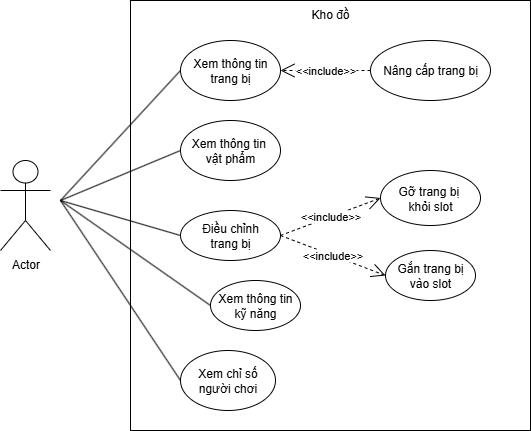 Kho đồ
Xem thông tin
trang bị
<<include>>
Nâng cấp trang bị
Xem thông tin
vật phẩm
Điều chỉnh
trang bị
<<include>>
Gỡ trang bị
khỏi slot
<<include>>
Gắn trang bị
vào slot
Actor
Xem thông tin
kỹ năng
Xem chỉ số
người chơi